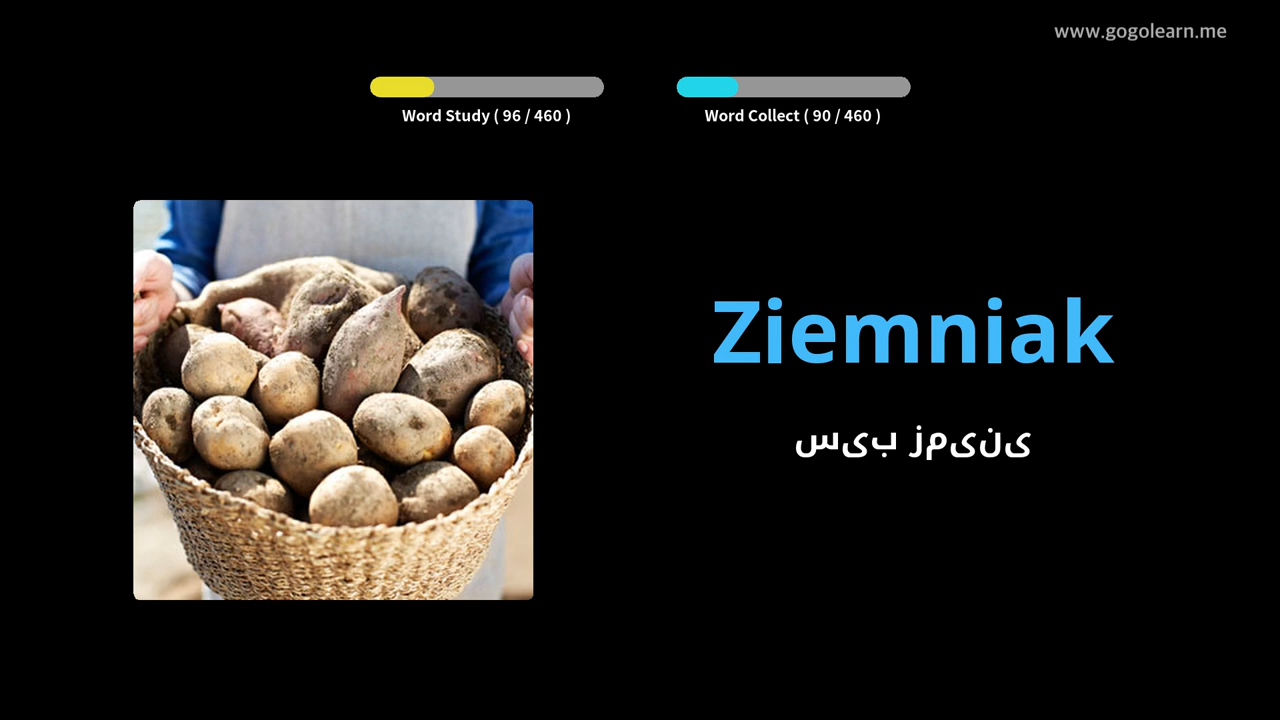 www.gogolearn.me
Word Study ( 96 / 460 )
Word Collect ( 90 / 460 )
Ziemniak
سیب زمینی